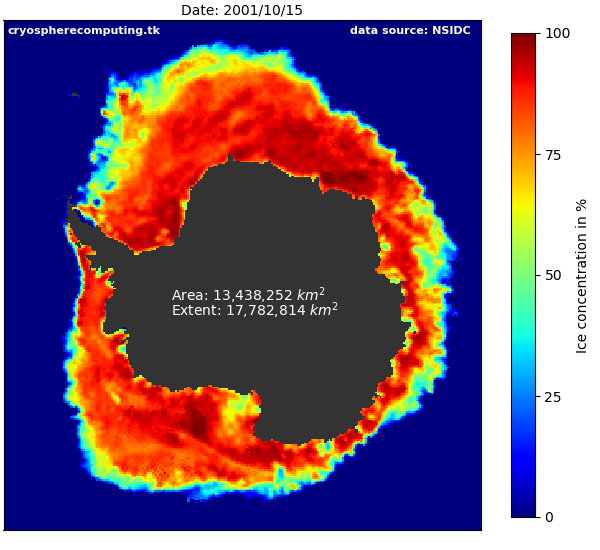 Date: 2001/10/15
cryospherecomputing.tk
data source: NSIDC
Area: 13,438,252 km²
Extent: 17,782,814 km²
100
75
50
25
0
Ice concentration in %